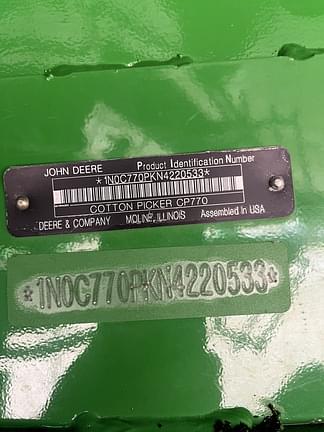 JOHN DEERE Product Identification Number
*1N0C770PKN4220533*
COTTON PICKER CP770
DEERE & COMPANY MOLINE, ILLINOIS Assembled in USA
*1N0C770PKN4220533*